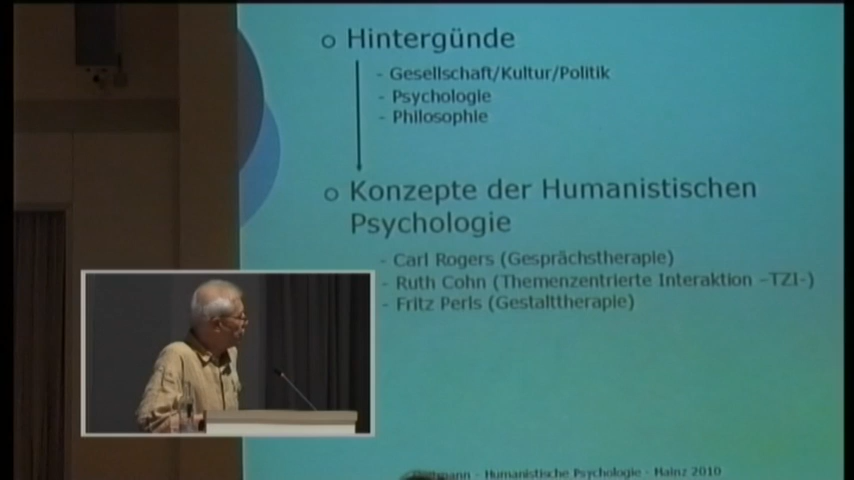 o Hintergünde
- Gesellschaft/Kultur/Politik
- Psychologie
- Philosophie
o Konzepte der Humanistischen
Psychologie
- Carl Rogers (Gesprächstherapie)
- Ruth Cohn (Themenzentrierte Interaktion -TZI-)
- Fritz Perls (Gestalttherapie)
- Humanistische Psychologie - Mainz 2010